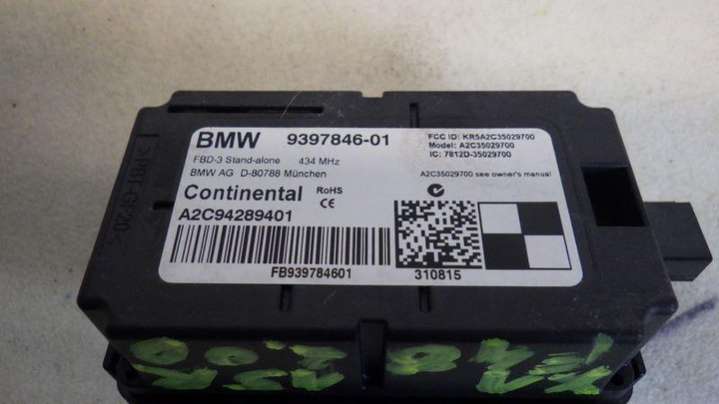 BMW 9397846-01
FBD-3 Stand-alone 434 MHz
BMW AG D-80788 München
FCC ID: KR5A2C35029700
Model: A2C35029700
IC: 7812D-35029700
Continental RoHS
CE
A2C35029700 see owner's manual
A2C94289401
FB939784601
310815